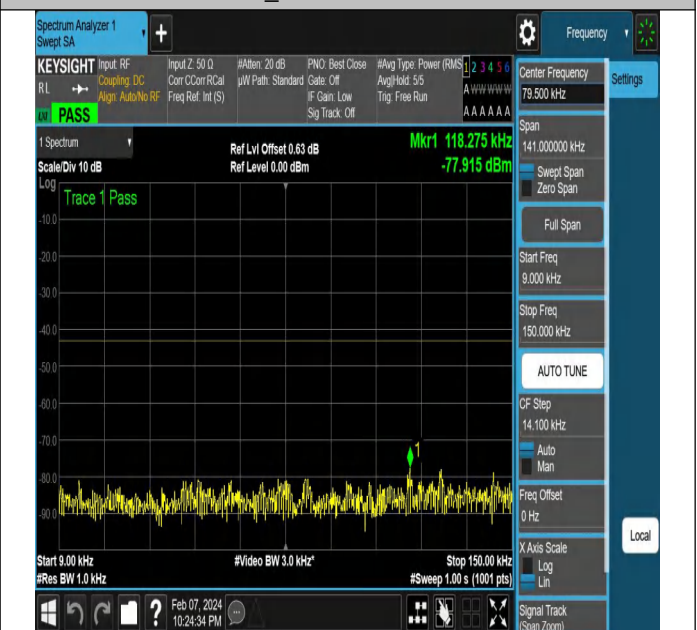 Spectrum Analyzer 1
Swept SA
Frequency
KEYSIGHT
RL
PASS
Input: RF
Coupling: DC
Align: Auto/No RF
Input Z: 50 Ω
Corr CCorr RCal
Freq Ref: Int (S)
#Atten: 20 dB
µW Path: Standard
PNO: Best Close
Gate: Off
IF Gain: Low
Sig Track: Off
#Avg Type: Power (RMS
Avg|Hold: 5/5
Trig: Free Run
1 2 3 4 5 6
A W W W W W
A A A A A A
1 Spectrum
Scale/Div 10 dB
Ref Lvl Offset 0.63 dB
Ref Level 0.00 dBm
Mkr1 118.275 kHz
-77.915 dBm
Log
Trace 1 Pass
-10.0
-20.0
-30.0
-40.0
-50.0
-60.0
-70.0
-80.0
-90.0
1
Start 9.00 kHz
#Res BW 1.0 kHz
#Video BW 3.0 kHz*
Stop 150.00 kHz
#Sweep 1.00 s (1001 pts)
Feb 07, 2024
10:24:34 PM
Center Frequency
79.500 kHz
Settings
Span
141.000000 kHz
Swept Span
Zero Span
Full Span
Start Freq
9.000 kHz
Stop Freq
150.000 kHz
AUTO TUNE
CF Step
14.100 kHz
Auto
Man
Freq Offset
0 Hz
Local
X Axis Scale
Log
Lin
Signal Track
(Span Zoom)